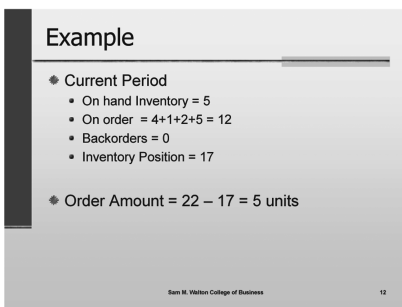 Example
Current Period
On hand Inventory = 5
On order = 4+1+2+5 = 12
Backorders = 0
Inventory Position = 17
Order Amount = 22 – 17 = 5 units
Sam M. Walton College of Business
12